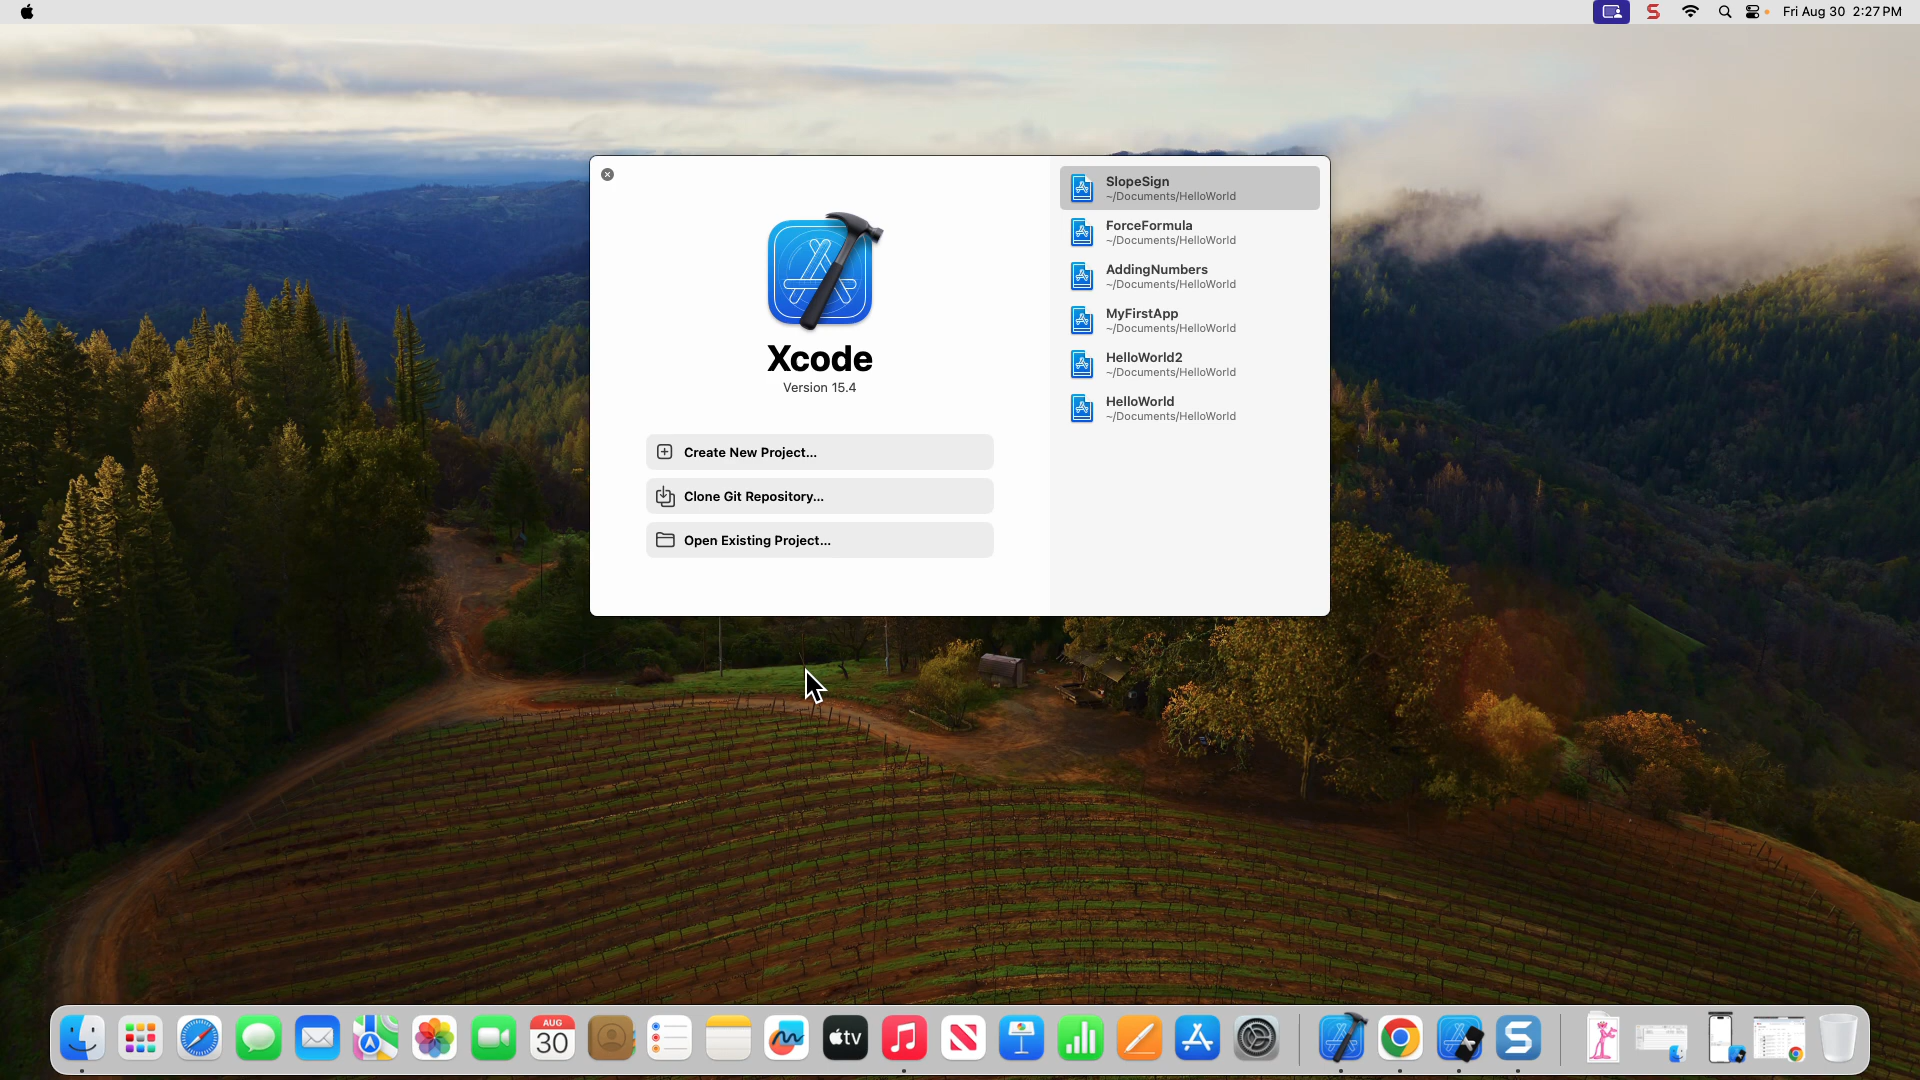 Fri Aug 30 2:27 PM
Xcode
Version 15.4
Create New Project...
Clone Git Repository...
Open Existing Project...
SlopeSign
~/Documents/HelloWorld
ForceFormula
~/Documents/HelloWorld
AddingNumbers
~/Documents/HelloWorld
MyFirstApp
~/Documents/HelloWorld
HelloWorld2
~/Documents/HelloWorld
HelloWorld
~/Documents/HelloWorld
AUG
30
tv